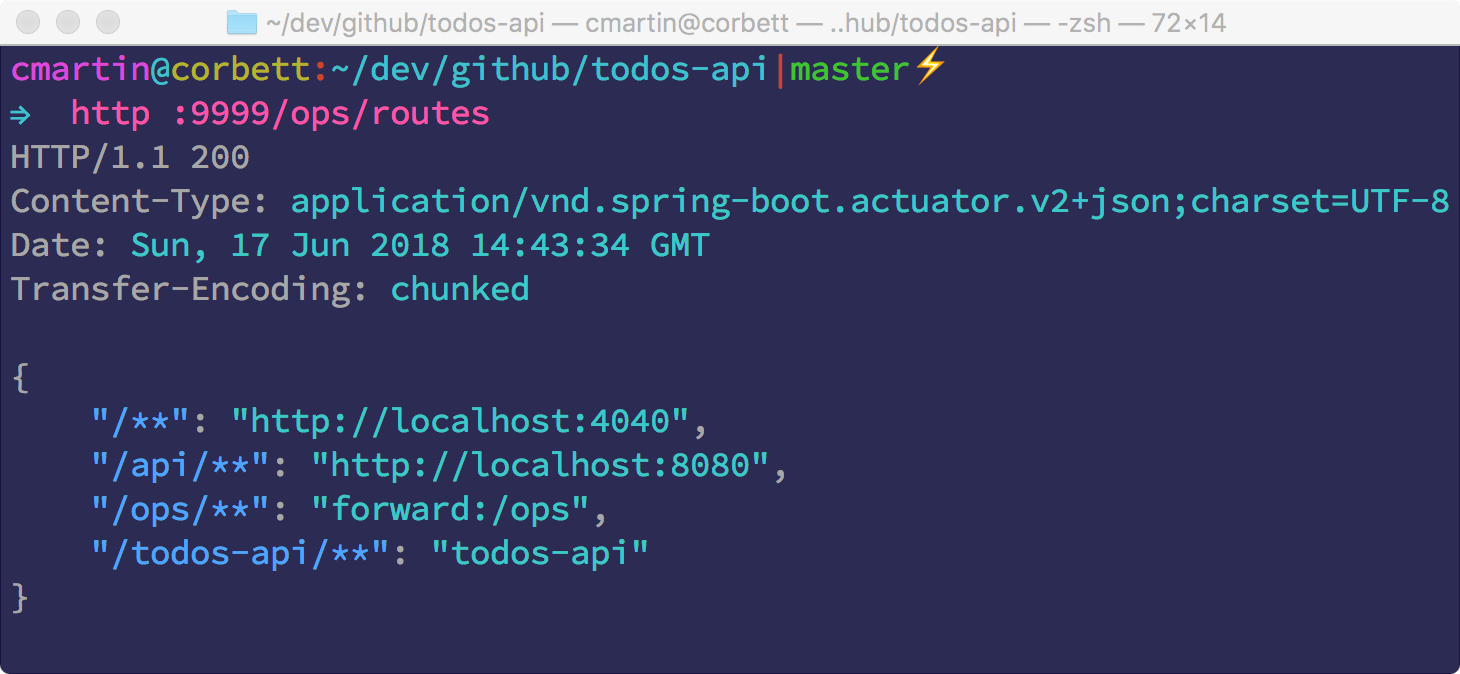 ~/dev/github/todos-api — cmartin@corbett — ..hub/todos-api — -zsh — 72×14
cmartin@corbett:~/dev/github/todos-api|master⚡
⇒  http :9999/ops/routes
HTTP/1.1 200
Content-Type: application/vnd.spring-boot.actuator.v2+json;charset=UTF-8
Date: Sun, 17 Jun 2018 14:43:34 GMT
Transfer-Encoding: chunked

{
    "/**": "http://localhost:4040",
    "/api/**": "http://localhost:8080",
    "/ops/**": "forward:/ops",
    "/todos-api/**": "todos-api"
}